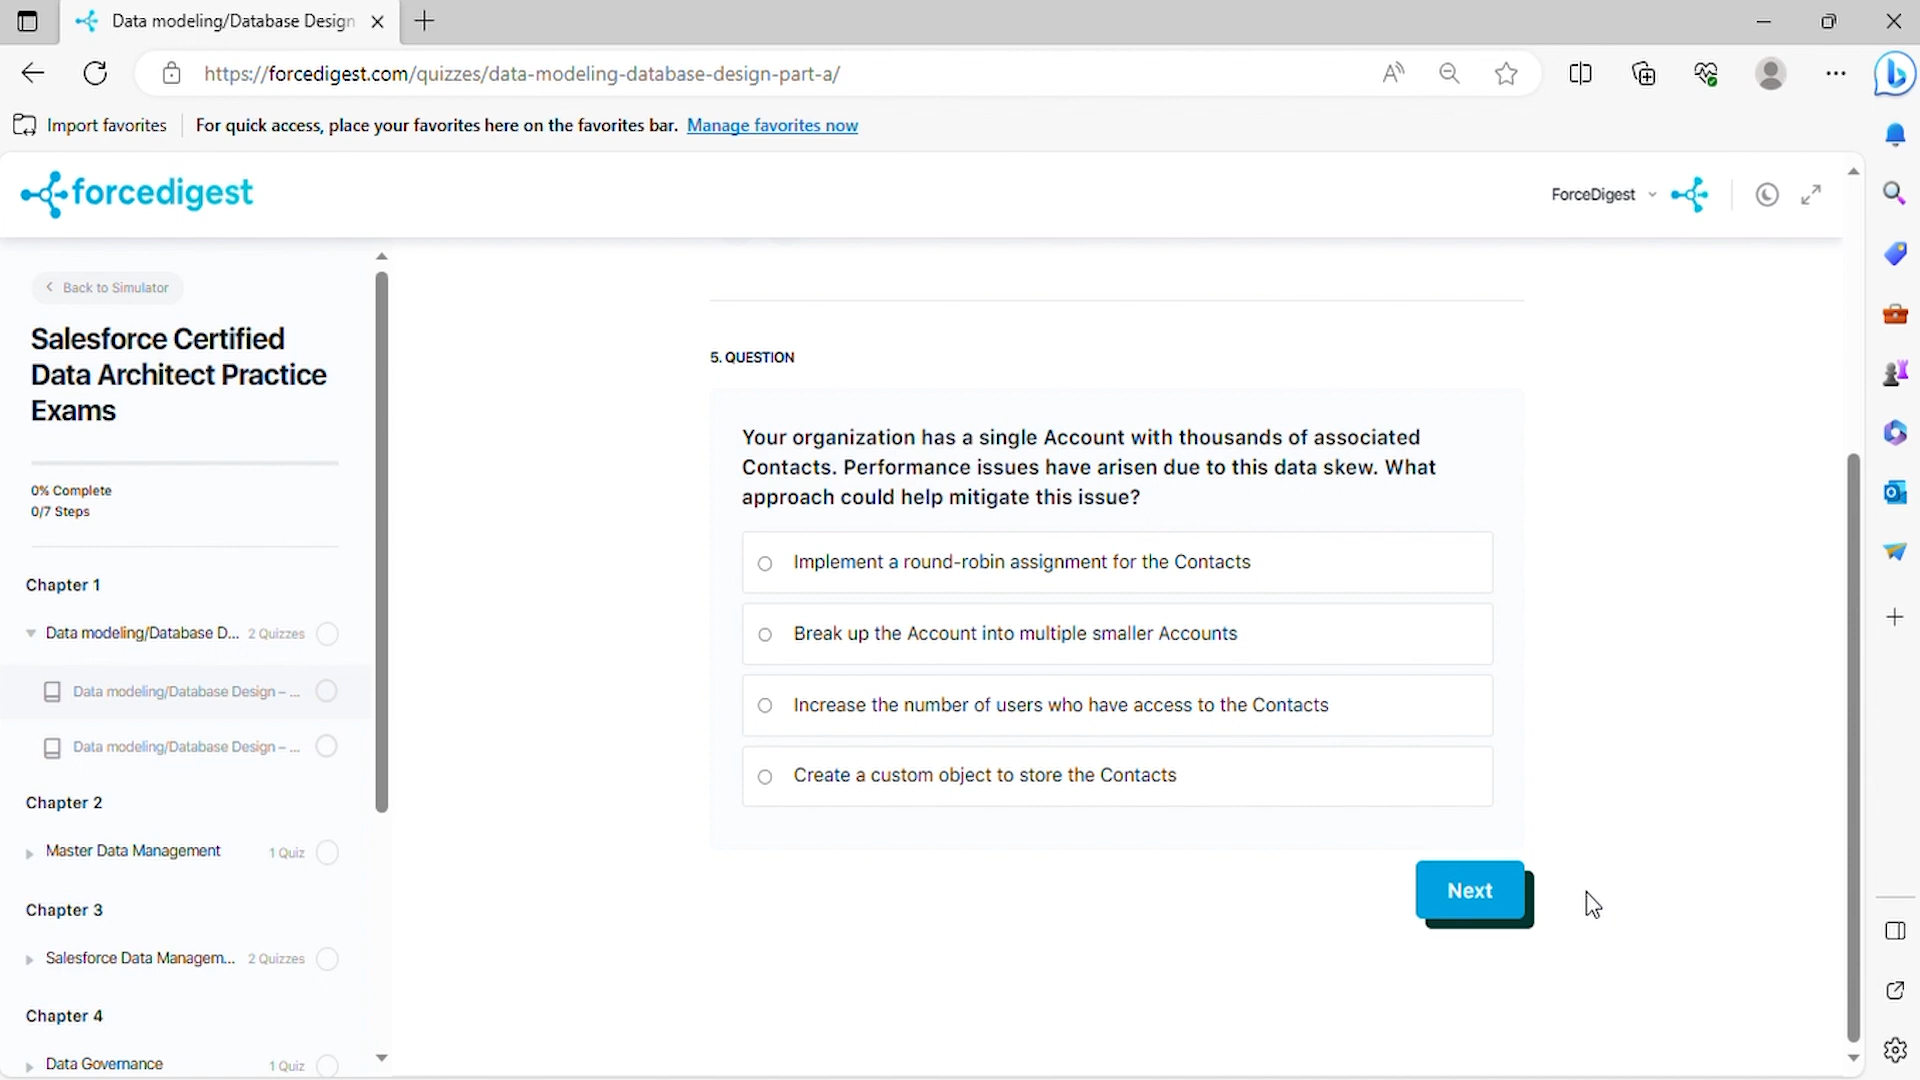 Data modeling/Database Design
https://forcedigest.com/quizzes/data-modeling-database-design-part-a/
Import favorites
For quick access, place your favorites here on the favorites bar. Manage favorites now
forcedigest
ForceDigest
Back to Simulator
Salesforce Certified
Data Architect Practice
Exams
0% Complete
0/7 Steps
Chapter 1
Data modeling/Database D... 2 Quizzes
Data modeling/Database Design – ...
Data modeling/Database Design – ...
Chapter 2
Master Data Management 1 Quiz
Chapter 3
Salesforce Data Managem... 2 Quizzes
Chapter 4
Data Governance 1 Quiz
5. QUESTION
Your organization has a single Account with thousands of associated
Contacts. Performance issues have arisen due to this data skew. What
approach could help mitigate this issue?
Implement a round-robin assignment for the Contacts
Break up the Account into multiple smaller Accounts
Increase the number of users who have access to the Contacts
Create a custom object to store the Contacts
Next